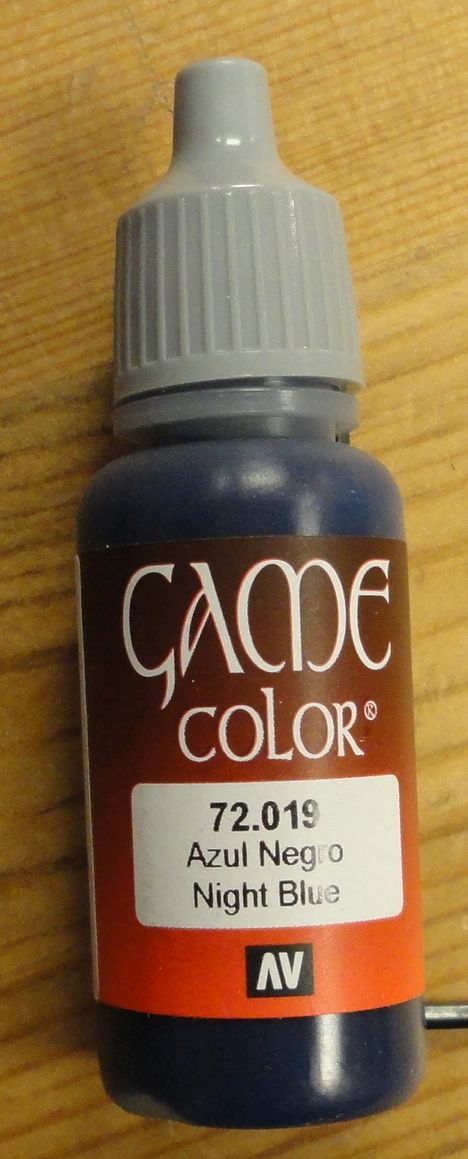 GAME
COLOR®
72.019
Azul Negro
Night Blue
AV